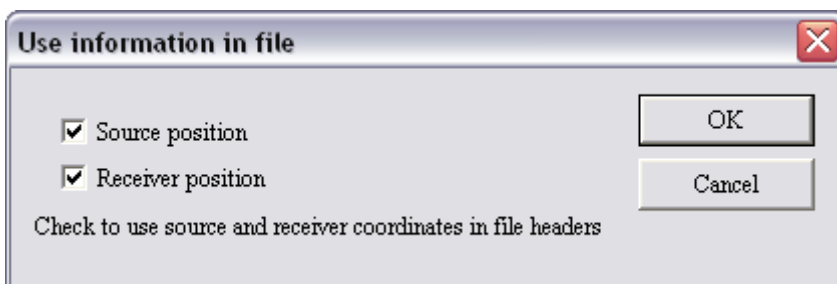 Use information in file
Source position
OK
Receiver position
Cancel
Check to use source and receiver coordinates in file headers